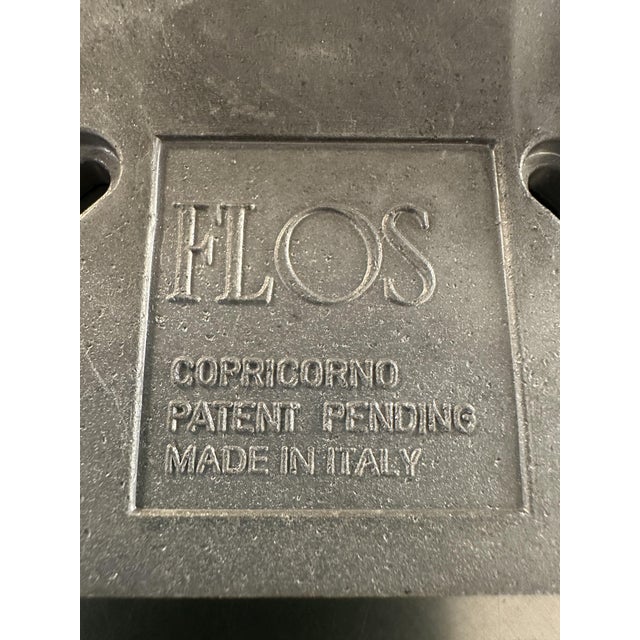 FLOS
COPRICORNO
PATENT PENDING
MADE IN ITALY